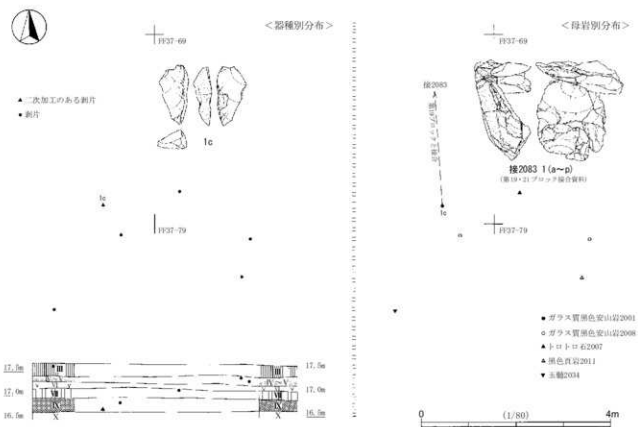 <器種別分布>
FF37-69
▲ 二次加工のある剥片
● 剥片
1c
1c
FF37-79
17.5m
17.0m
16.5m
III
VII
IX
X
17.5m
17.0m
16.5m
<母岩別分布>
FF37-69
接2083
接2083 1(a~p)
(第19・21ブロック接合資料)
1c
FF37-79
● ガラス質黒色安山岩2001
○ ガラス質黒色安山岩2008
▲ トロトロ石2007
黒色頁岩2011
▼ 玉髄2034
0 (1/80) 4m